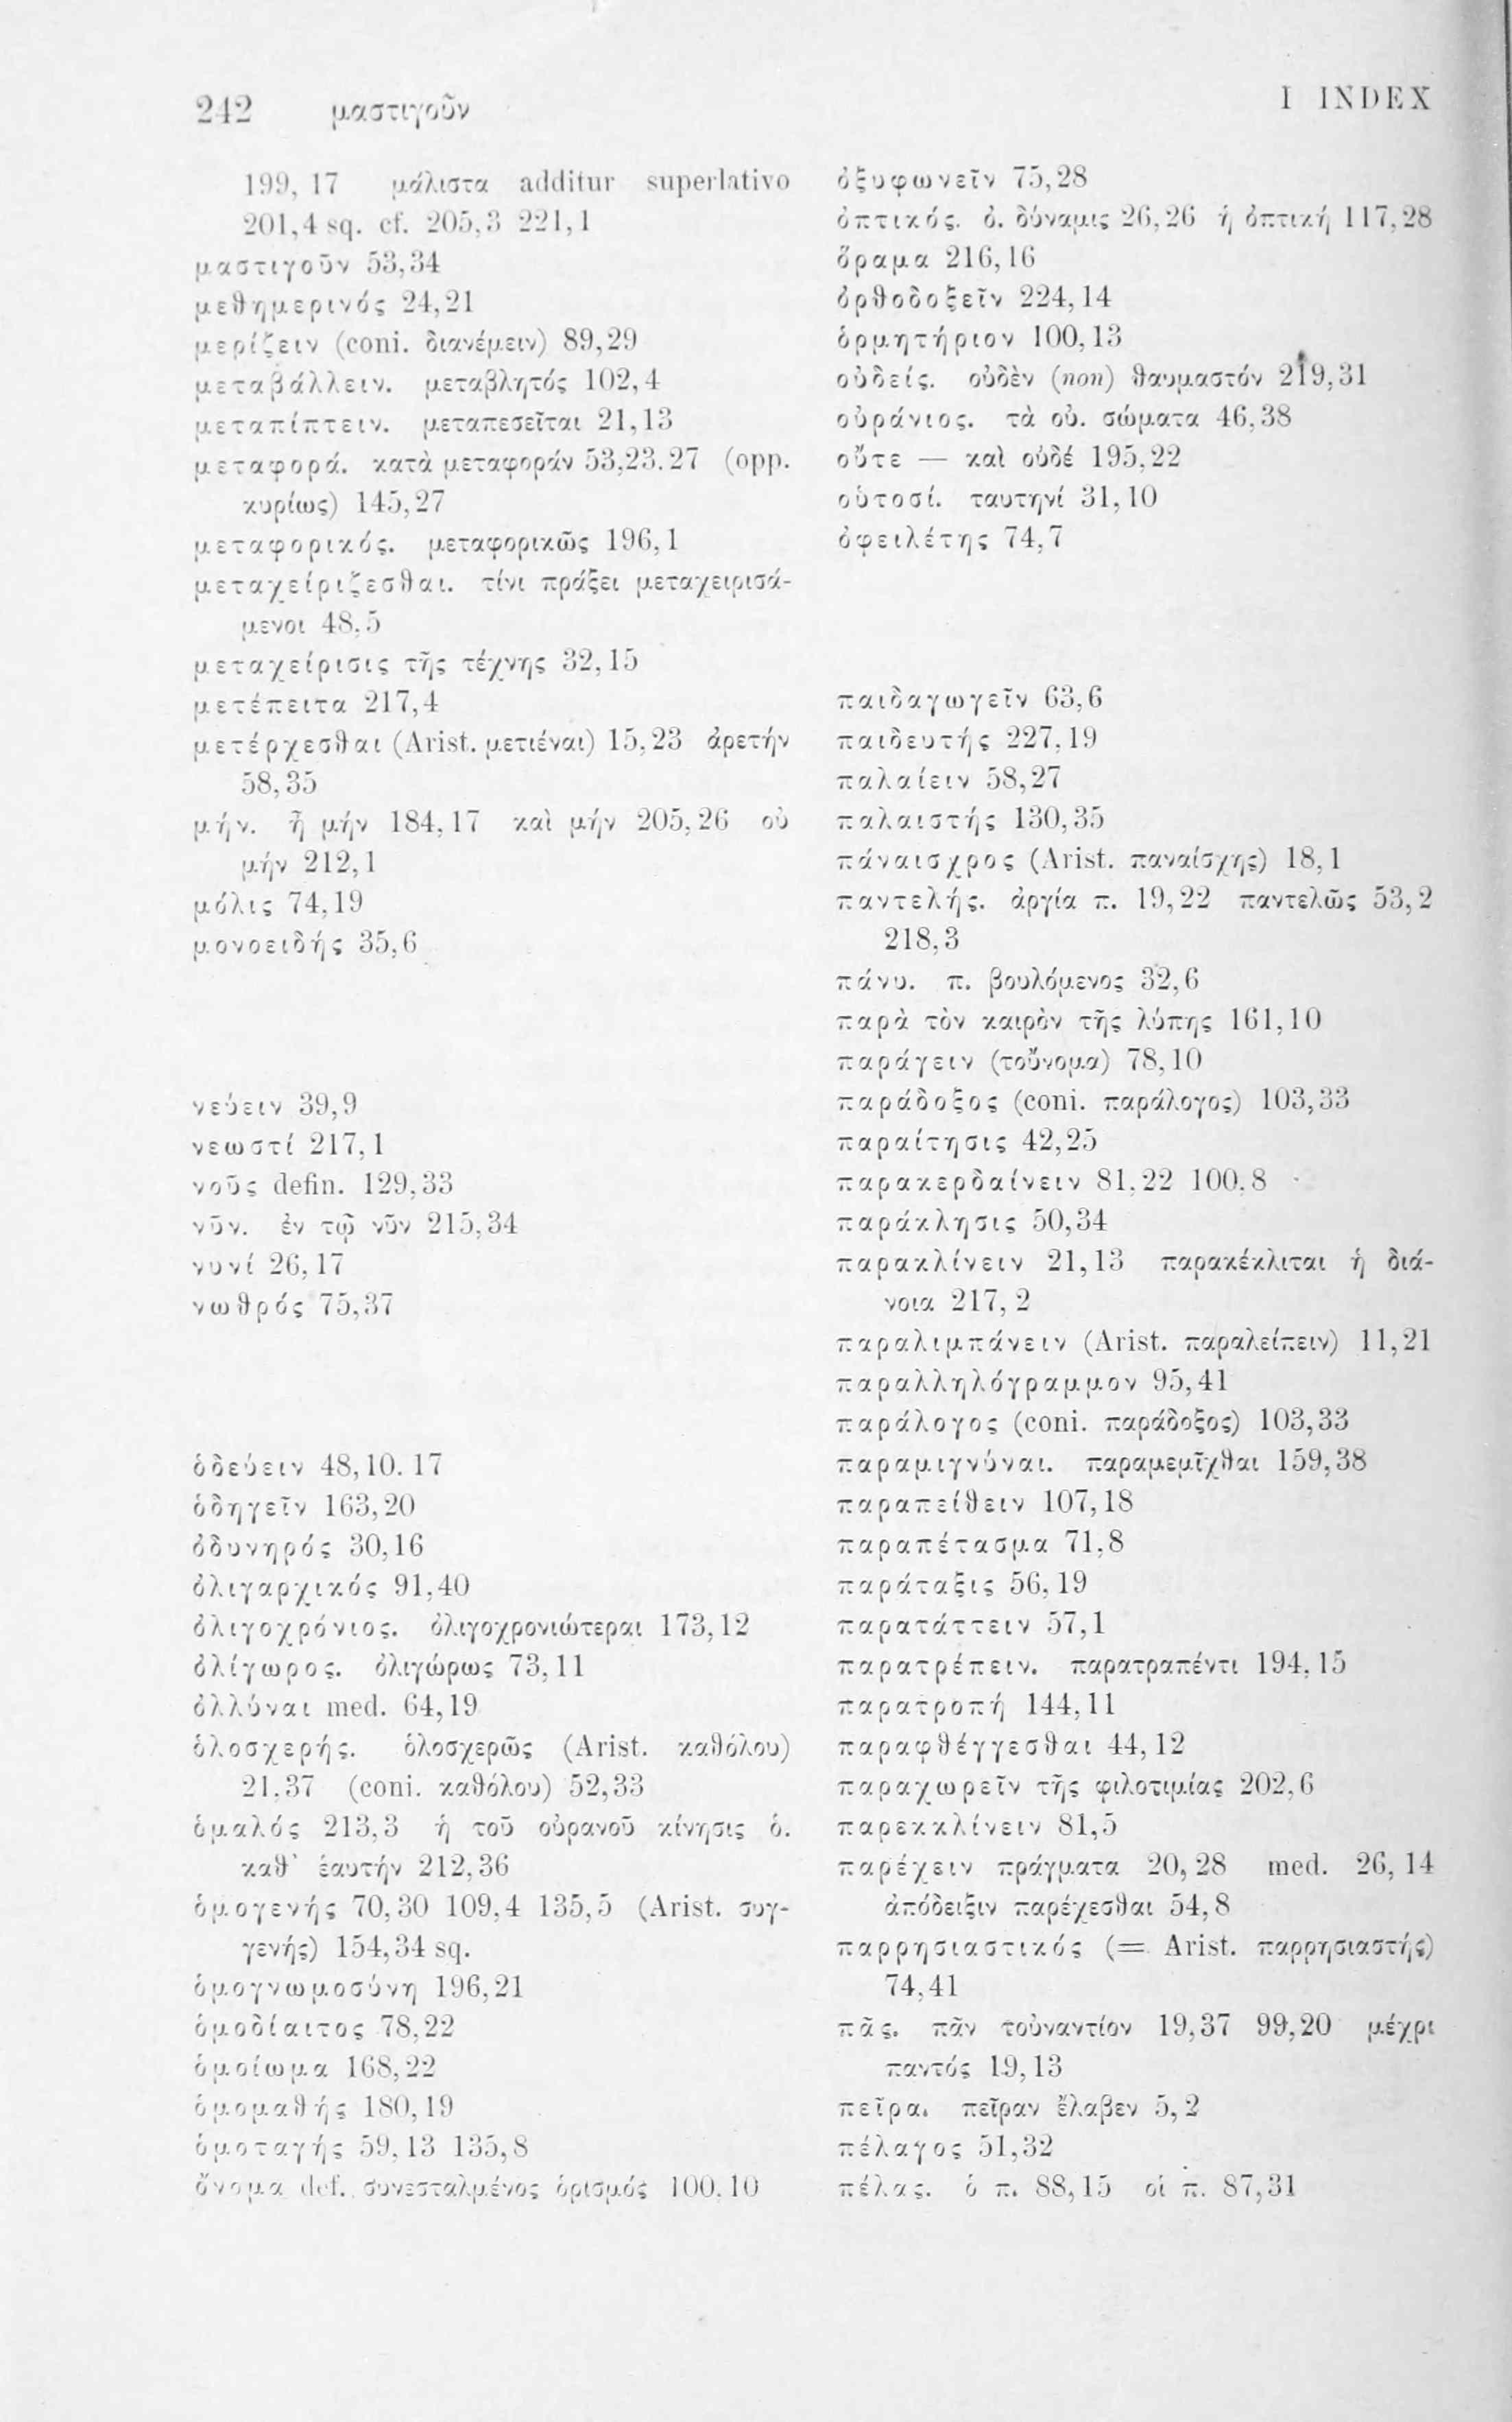 242 μαστιγοῦν I INDEX
199, 17 μάλιστα additur superlativo
201,4 sq. cf. 205,3 221,1
μαστιγοῦν 53,34
μεθημερινός 24,21
μερίζειν (coni. διανέμειν) 89,29
μεταβάλλειν. μεταβλητός 102,4
μεταπίπτειν. μεταπεσεῖται 21,13
μεταφορά. κατὰ μεταφοράν 53,23.27 (opp.
κυρίως) 145,27
μεταφορικός. μεταφορικῶς 196,1
μεταχείριζεσθαι. τίνι πράξει μεταχειρισά-
μενοι 48,5
μεταχείρισις τῆς τέχνης 32,15
μετέπειτα 217,4
μετέρχεσθαι (Arist. μετιέναι) 15,23 ἀρετήν
58,35
μήν. ἦ μήν 184,17 καὶ μήν 205,26 οὐ
μήν 212,1
μόλις 74,19
μονοειδής 35,6
νεύειν 39,9
νεωστί 217,1
νοῦς defin. 129,33
νῦν. ἐν τῷ νῦν 215,34
νυνί 26,17
νωθρός 75,37
ὁδεύειν 48,10. 17
ὁδηγεῖν 163,20
ὀδυνηρός 30,16
ὀλιγαρχικός 91,40
ὀλιγοχρόνιος. ὀλιγοχρονιώτεραι 173,12
ὀλίγωρος. ὀλιγώρως 73,11
ὀλλύναι med. 64,19
ὁλοσχερής. ὁλοσχερῶς (Arist. καθόλου)
21,37 (coni. καθόλου) 52,33
ὁμαλός 213,3 ἡ τοῦ οὐρανοῦ κίνησις ὁ.
καθ' ἑαυτήν 212,36
ὁμογενής 70,30 109,4 135,5 (Arist. συγ-
γενής) 154,34 sq.
ὁμογνωμοσύνη 196,21
ὁμοδίαιτος 78,22
ὁμοίωμα 168,22
ὁμομαθής 180,19
ὁμοταγής 59,13 135,8
ὄνομα def. συνεσταλμένος ὁρισμός 100,10
ὀξυφωνεῖν 75,28
ὀπτικός. ὀ. δύναμις 26,26 ἡ ὀπτική 117,28
ὅραμα 216,16
ὀρθοδοξεῖν 224,14
ὁρμητήριον 100,13
οὐδείς. οὐδὲν (non) θαυμαστόν 219,31
οὐράνιος. τὰ οὐ. σώματα 46,38
οὔτε — καὶ οὐδέ 195,22
οὑτοσί. ταυτηνί 31,10
ὀφειλέτης 74,7
παιδαγωγεῖν 63,6
παιδευτής 227,19
παλαίειν 58,27
παλαιστής 130,35
πάναισχρος (Arist. παναίσχης) 18,1
παντελής. ἀργία π. 19,22 παντελῶς 53,2
218,3
πάνυ. π. βουλόμενος 32,6
παρὰ τὸν καιρὸν τῆς λύπης 161,10
παράγειν (τοὔνομα) 78,10
παράδοξος (coni. παράλογος) 103,33
παραίτησις 42,25
παρακερδαίνειν 81,22 100,8
παράκλησις 50,34
παρακλίνειν 21,13 παρακέκλιται ἡ διά-
νοια 217, 2
παραλιμπάνειν (Arist. παραλείπειν) 11,21
παραλληλόγραμμον 95,41
παράλογος (coni. παράδοξος) 103,33
παραμιγνύναι. παραμεμῖχθαι 159,38
παραπείθειν 107,18
παραπέτασμα 71,8
παράταξις 56,19
παρατάττειν 57,1
παρατρέπειν. παρατραπέντι 194,15
παρατροπή 144,11
παραφθέγγεσθαι 44,12
παραχωρεῖν τῆς φιλοτιμίας 202,6
παρεκκλίνειν 81,5
παρέχειν πράγματα 20,28 med. 26,14
ἀπόδειξιν παρέχεσθαι 54,8
παρρησιαστικός (= Arist. παρρησιαστής)
74,41
πᾶς. πᾶν τοὐναντίον 19,37 99,20 μέχρι
παντός 19,13
πεῖρα. πεῖραν ἔλαβεν 5,2
πέλαγος 51,32
πέλας. ὁ π. 88,15 οἱ π. 87,31